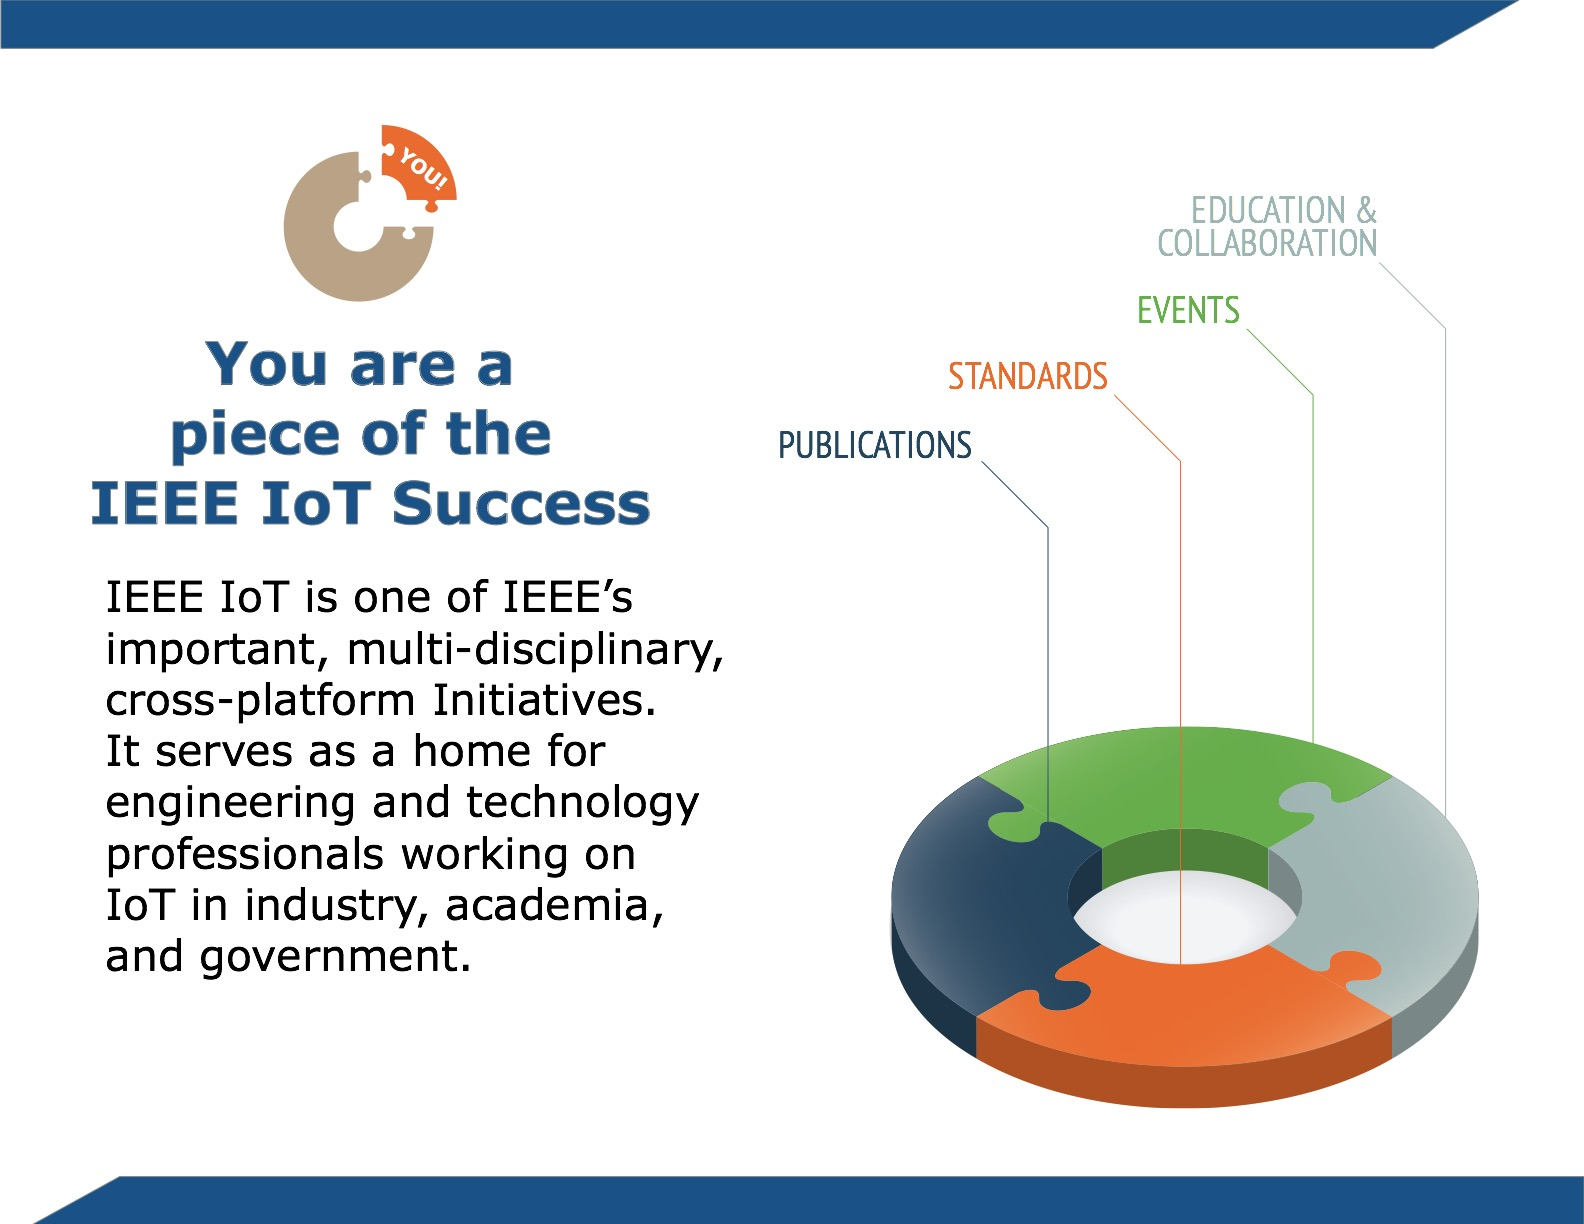 YOU!
You are a
piece of the
IEEE IoT Success
IEEE IoT is one of IEEE’s
important, multi-disciplinary,
cross-platform Initiatives.
It serves as a home for
engineering and technology
professionals working on
IoT in industry, academia,
and government.
EDUCATION &
COLLABORATION
EVENTS
STANDARDS
PUBLICATIONS